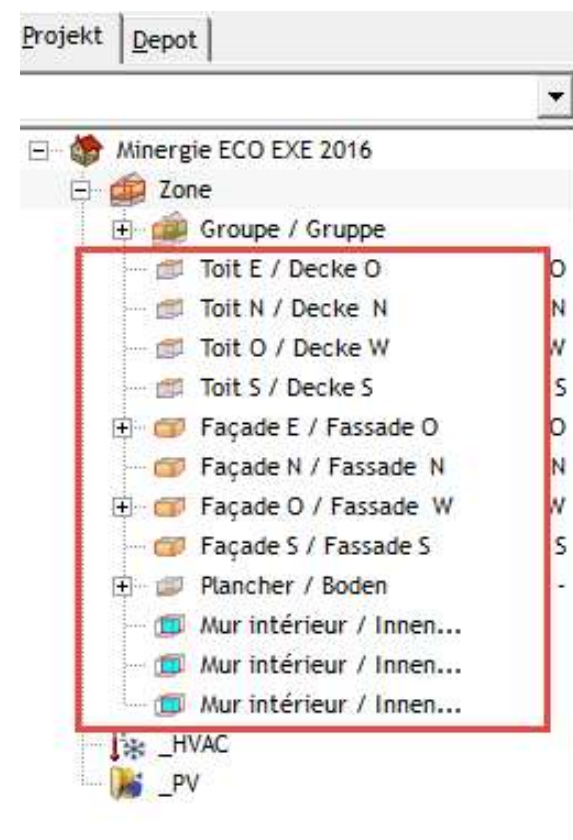 Projekt Depot
Minergie ECO EXE 2016
Zone
Groupe / Gruppe
Toit E / Decke O O
Toit N / Decke N N
Toit O / Decke W W
Toit S / Decke S S
Façade E / Fassade O O
Façade N / Fassade N N
Façade O / Fassade W W
Façade S / Fassade S S
Plancher / Boden -
Mur intérieur / Innen...
Mur intérieur / Innen...
Mur intérieur / Innen...
_HVAC
_PV